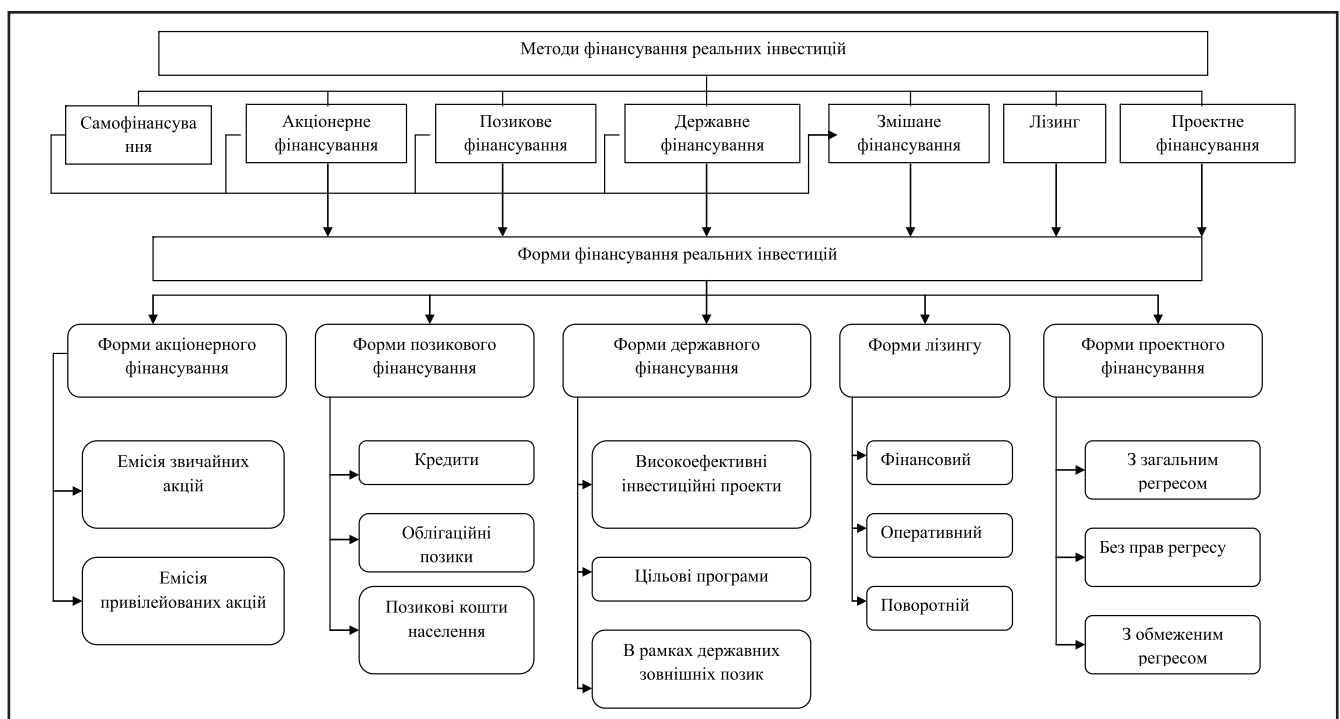 Методи фінансування реальних інвестицій
Самофінансува
ння
Акціонерне
фінансування
Позикове
фінансування
Державне
фінансування
Змішане
фінансування
Лізинг
Проектне
фінансування
Форми фінансування реальних інвестицій
Форми акціонерного
фінансування
Форми позикового
фінансування
Форми державного
фінансування
Форми лізингу
Форми проектного
фінансування
Емісія звичайних
акцій
Емісія
привілейованих акцій
Кредити
Облігаційні
позики
Позикові кошти
населення
Високоефективні
інвестиційні проекти
Цільові програми
В рамках державних
зовнішніх позик
Фінансовий
Оперативний
Поворотній
З загальним
регресом
Без прав регресу
З обмеженим
регресом